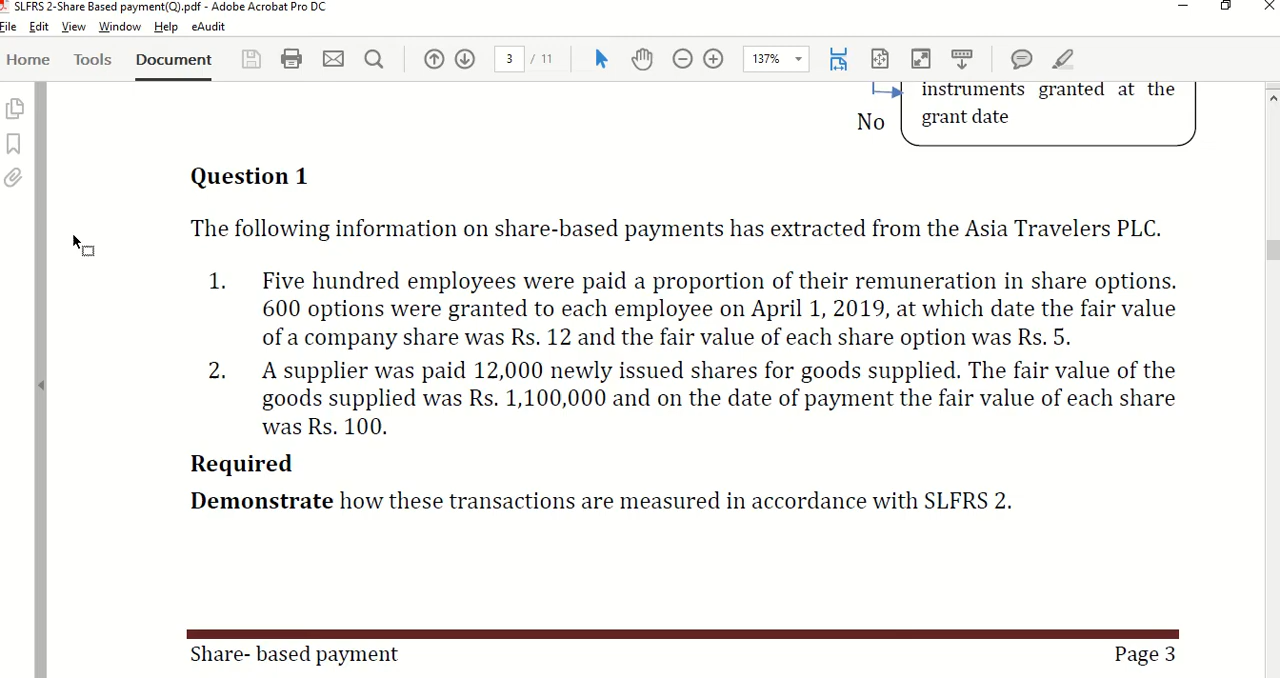 SLFRS 2-Share Based payment(Q).pdf - Adobe Acrobat Pro DC
File Edit View Window Help eAudit
Home Tools Document 3 / 11 137%
instruments granted at the
No grant date
Question 1
The following information on share-based payments has extracted from the Asia Travelers PLC.
1. Five hundred employees were paid a proportion of their remuneration in share options.
600 options were granted to each employee on April 1, 2019, at which date the fair value
of a company share was Rs. 12 and the fair value of each share option was Rs. 5.
2. A supplier was paid 12,000 newly issued shares for goods supplied. The fair value of the
goods supplied was Rs. 1,100,000 and on the date of payment the fair value of each share
was Rs. 100.
Required
Demonstrate how these transactions are measured in accordance with SLFRS 2.
Share- based payment Page 3